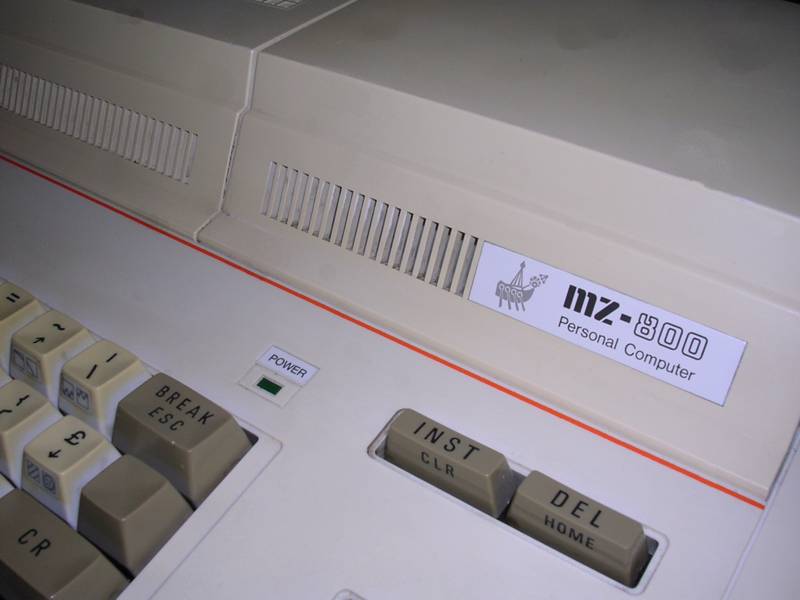 mz-800
Personal Computer
POWER
=
~
↑
|
BREAK
ESC
}
£
↓
CR
INST
CLR
DEL
HOME